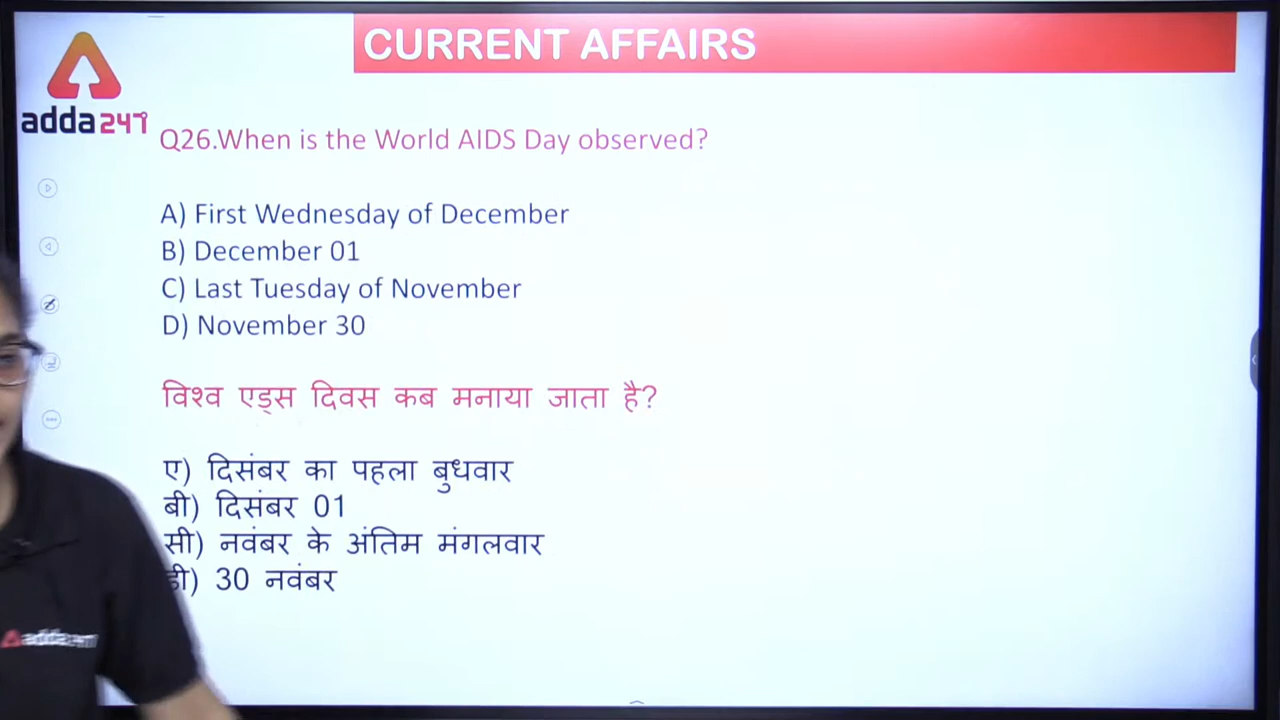 CURRENT AFFAIRS
adda247
Q26.When is the World AIDS Day observed?
A) First Wednesday of December
B) December 01
C) Last Tuesday of November
D) November 30
विश्व एड्स दिवस कब मनाया जाता है?
ए) दिसंबर का पहला बुधवार
बी) दिसंबर 01
सी) नवंबर के अंतिम मंगलवार
डी) 30 नवंबर
adda247